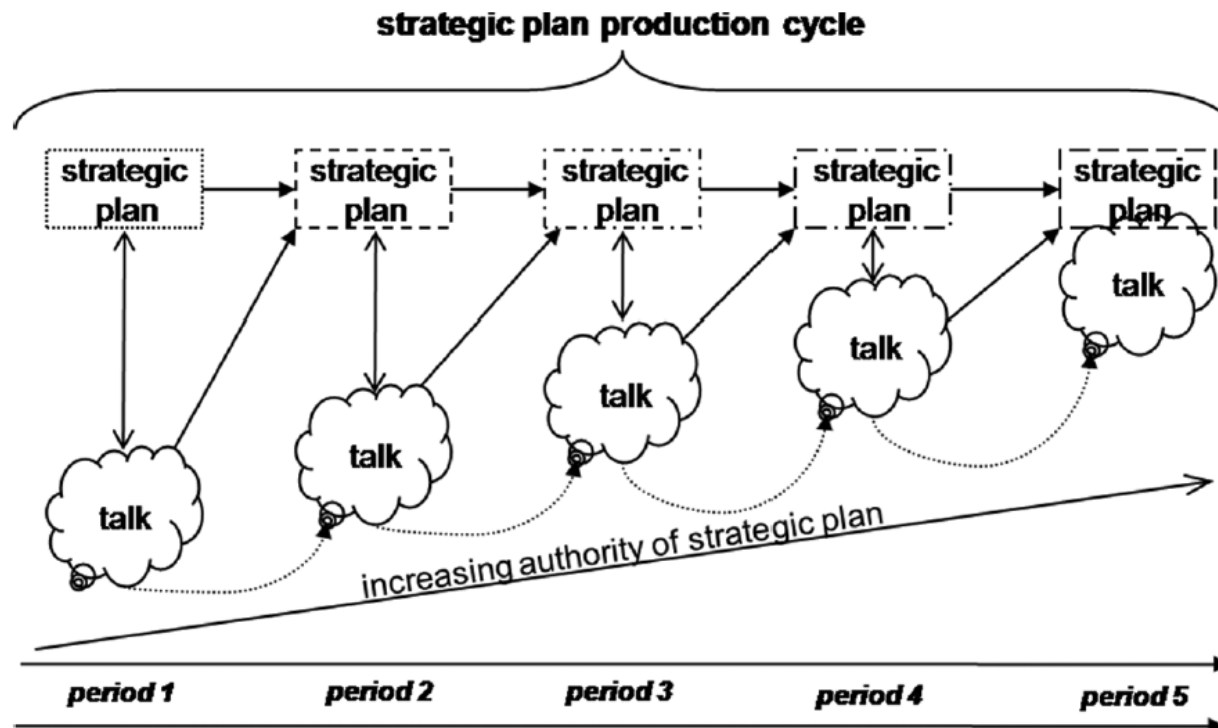 strategic plan production cycle
strategic
plan
strategic
plan
strategic
plan
strategic
plan
strategic
plan
talk
talk
talk
talk
talk
increasing authority of strategic plan
period 1
period 2
period 3
period 4
period 5